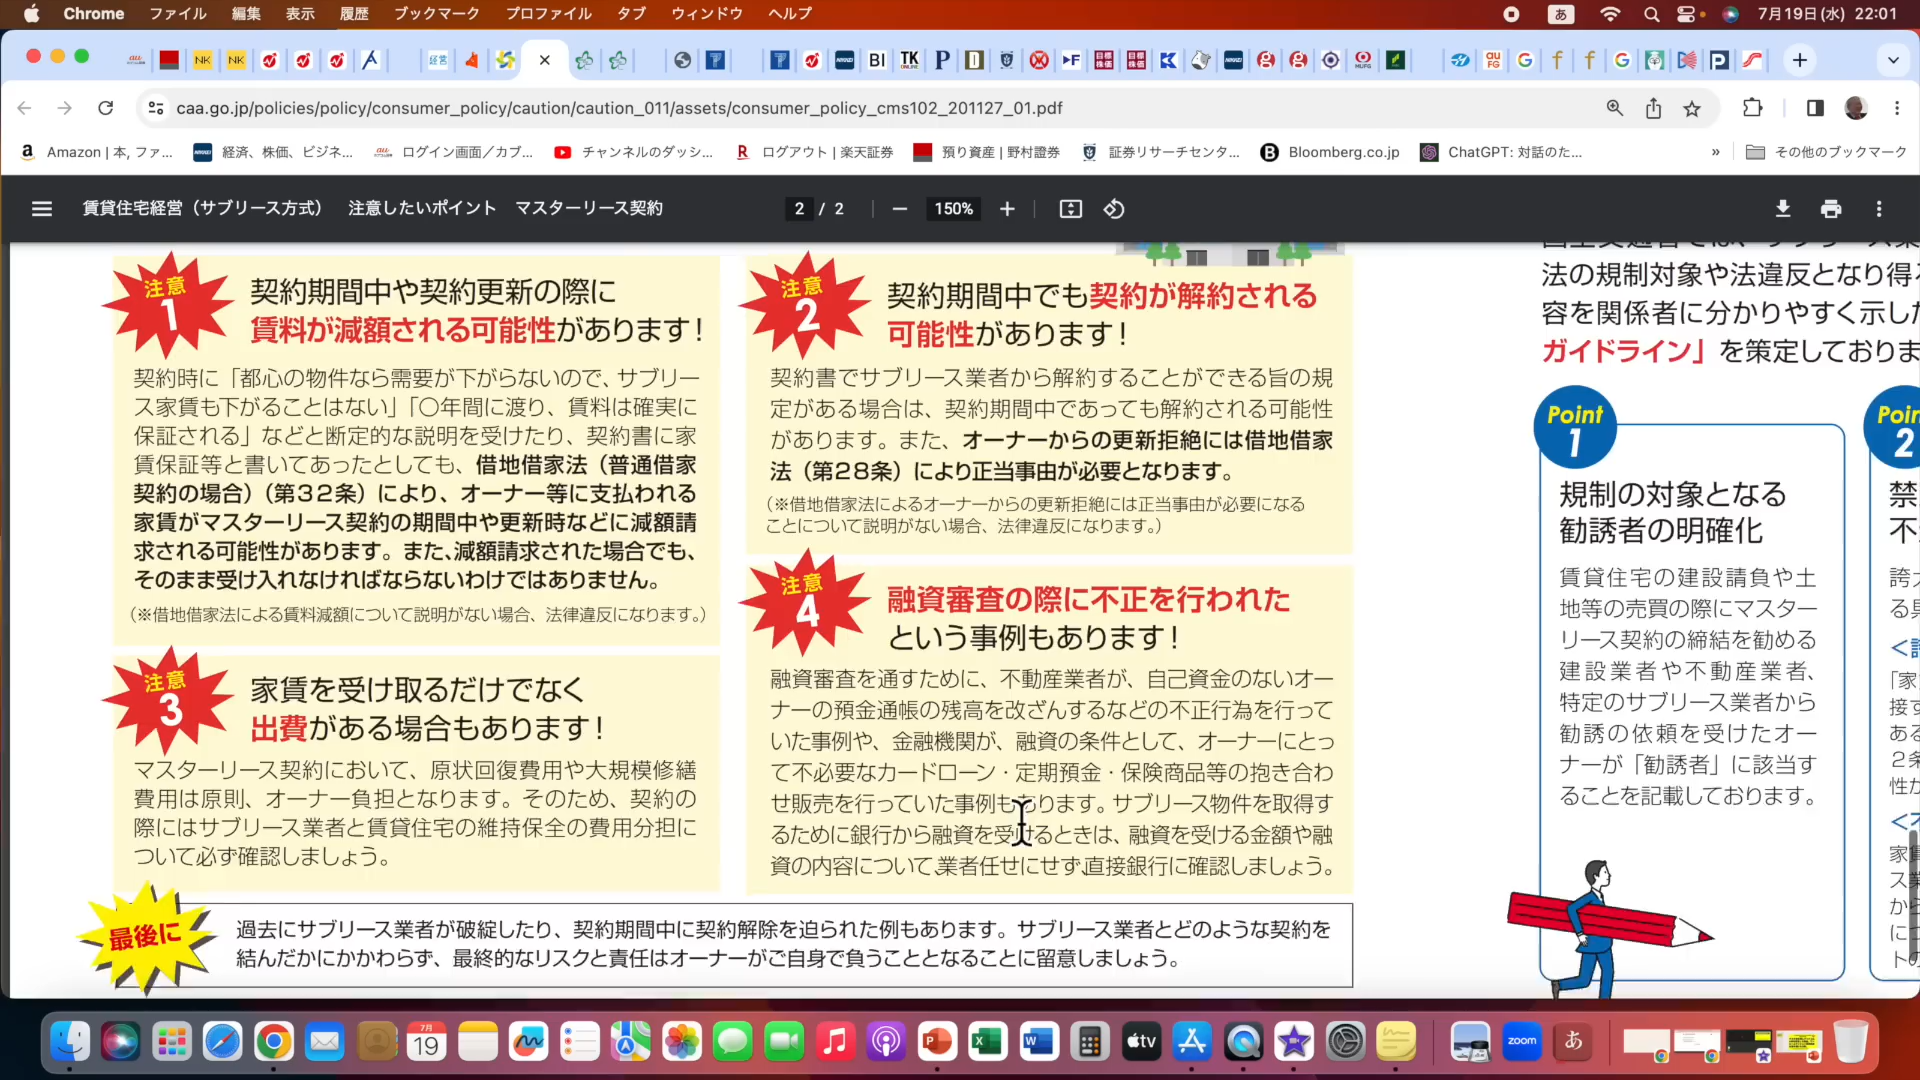 Chrome ファイル 編集 表示 履歴 ブックマーク プロファイル タブ ウィンドウ ヘルプ
あ 7月19日(水) 22:01
caa.go.jp/policies/policy/consumer_policy/caution/caution_011/assets/consumer_policy_cms102_201127_01.pdf
Amazon | 本, ファ... 経済、株価、ビジネ... ログイン画面／カブ... チャンネルのダッシ... ログアウト | 楽天証券 預り資産 | 野村證券 証券リサーチセンタ... Bloomberg.co.jp ChatGPT: 対話のた... » その他のブックマーク
賃貸住宅経営（サブリース方式） 注意したいポイント マスターリース契約
2 / 2
150%
注意
1
契約期間中や契約更新の際に
賃料が減額される可能性があります！
契約時に「都心の物件なら需要が下がらないので、サブリー
ス家賃も下がることはない」「〇年間に渡り、賃料は確実に
保証される」などと断定的な説明を受けたり、契約書に家
賃保証等と書いてあったとしても、借地借家法（普通借家
契約の場合）（第32条）により、オーナー等に支払われる
家賃がマスターリース契約の期間中や更新時などに減額請
求される可能性があります。また、減額請求された場合でも、
そのまま受け入れなければならないわけではありません。
（※借地借家法による賃料減額について説明がない場合、法律違反になります。）
注意
2
契約期間中でも契約が解約される
可能性があります！
契約書でサブリース業者から解約することができる旨の規
定がある場合は、契約期間中であっても解約される可能性
があります。また、オーナーからの更新拒絶には借地借家
法（第28条）により正当事由が必要となります。
（※借地借家法によるオーナーからの更新拒絶には正当事由が必要になる
ことについて説明がない場合、法律違反になります。）
注意
3
家賃を受け取るだけでなく
出費がある場合もあります！
マスターリース契約において、原状回復費用や大規模修繕
費用は原則、オーナー負担となります。そのため、契約の
際にはサブリース業者と賃貸住宅の維持保全の費用分担に
ついて必ず確認しましょう。
注意
4
融資審査の際に不正を行われた
という事例もあります！
融資審査を通すために、不動産業者が、自己資金のないオー
ナーの預金通帳の残高を改ざんするなどの不正行為を行って
いた事例や、金融機関が、融資の条件として、オーナーにとっ
て不必要なカードローン・定期預金・保険商品等の抱き合わ
せ販売を行っていた事例もあります。サブリース物件を取得す
るために銀行から融資を受けるときは、融資を受ける金額や融
資の内容について、業者任せにせず、直接銀行に確認しましょう。
最後に
過去にサブリース業者が破綻したり、契約期間中に契約解除を迫られた例もあります。サブリース業者とどのような契約を
結んだかにかかわらず、最終的なリスクと責任はオーナーがご自身で負うこととなることに留意しましょう。
法の規制対象や法違反となり得
容を関係者に分かりやすく示した
ガイドライン」を策定しておりま
Point
1
規制の対象となる
勧誘者の明確化
賃貸住宅の建設請負や土
地等の売買の際にマスター
リース契約の締結を勧める
建設業者や不動産業者、
特定のサブリース業者から
勧誘の依頼を受けたオー
ナーが「勧誘者」に該当す
ることを記載しております。
2
7月
19
tv
zoom
あ